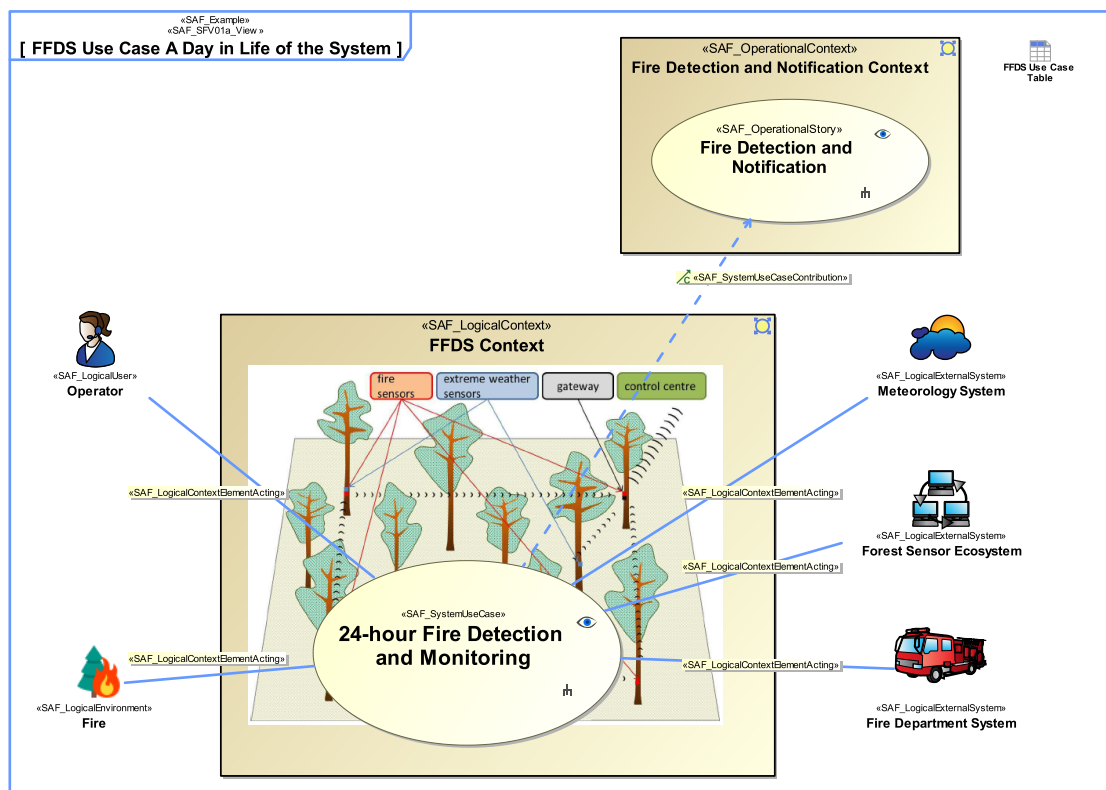 «SAF_Example»
«SAF_SFV01a_View »
[ FFDS Use Case A Day in Life of the System ]
«SAF_OperationalContext»
Fire Detection and Notification Context
«SAF_OperationalStory»
Fire Detection and
Notification
FFDS Use Case
Table
C «SAF_SystemUseCaseContribution»
«SAF_LogicalContext»
FFDS Context
fire
sensors
extreme weather
sensors
gateway
control centre
«SAF_LogicalUser»
Operator
«SAF_LogicalExternalSystem»
Meteorology System
«SAF_LogicalContextElementActing»
«SAF_LogicalContextElementActing»
«SAF_LogicalExternalSystem»
Forest Sensor Ecosystem
«SAF_LogicalContextElementActing»
«SAF_SystemUseCase»
24-hour Fire Detection
and Monitoring
«SAF_LogicalContextElementActing»
«SAF_LogicalContextElementActing»
«SAF_LogicalEnvironment»
Fire
«SAF_LogicalExternalSystem»
Fire Department System